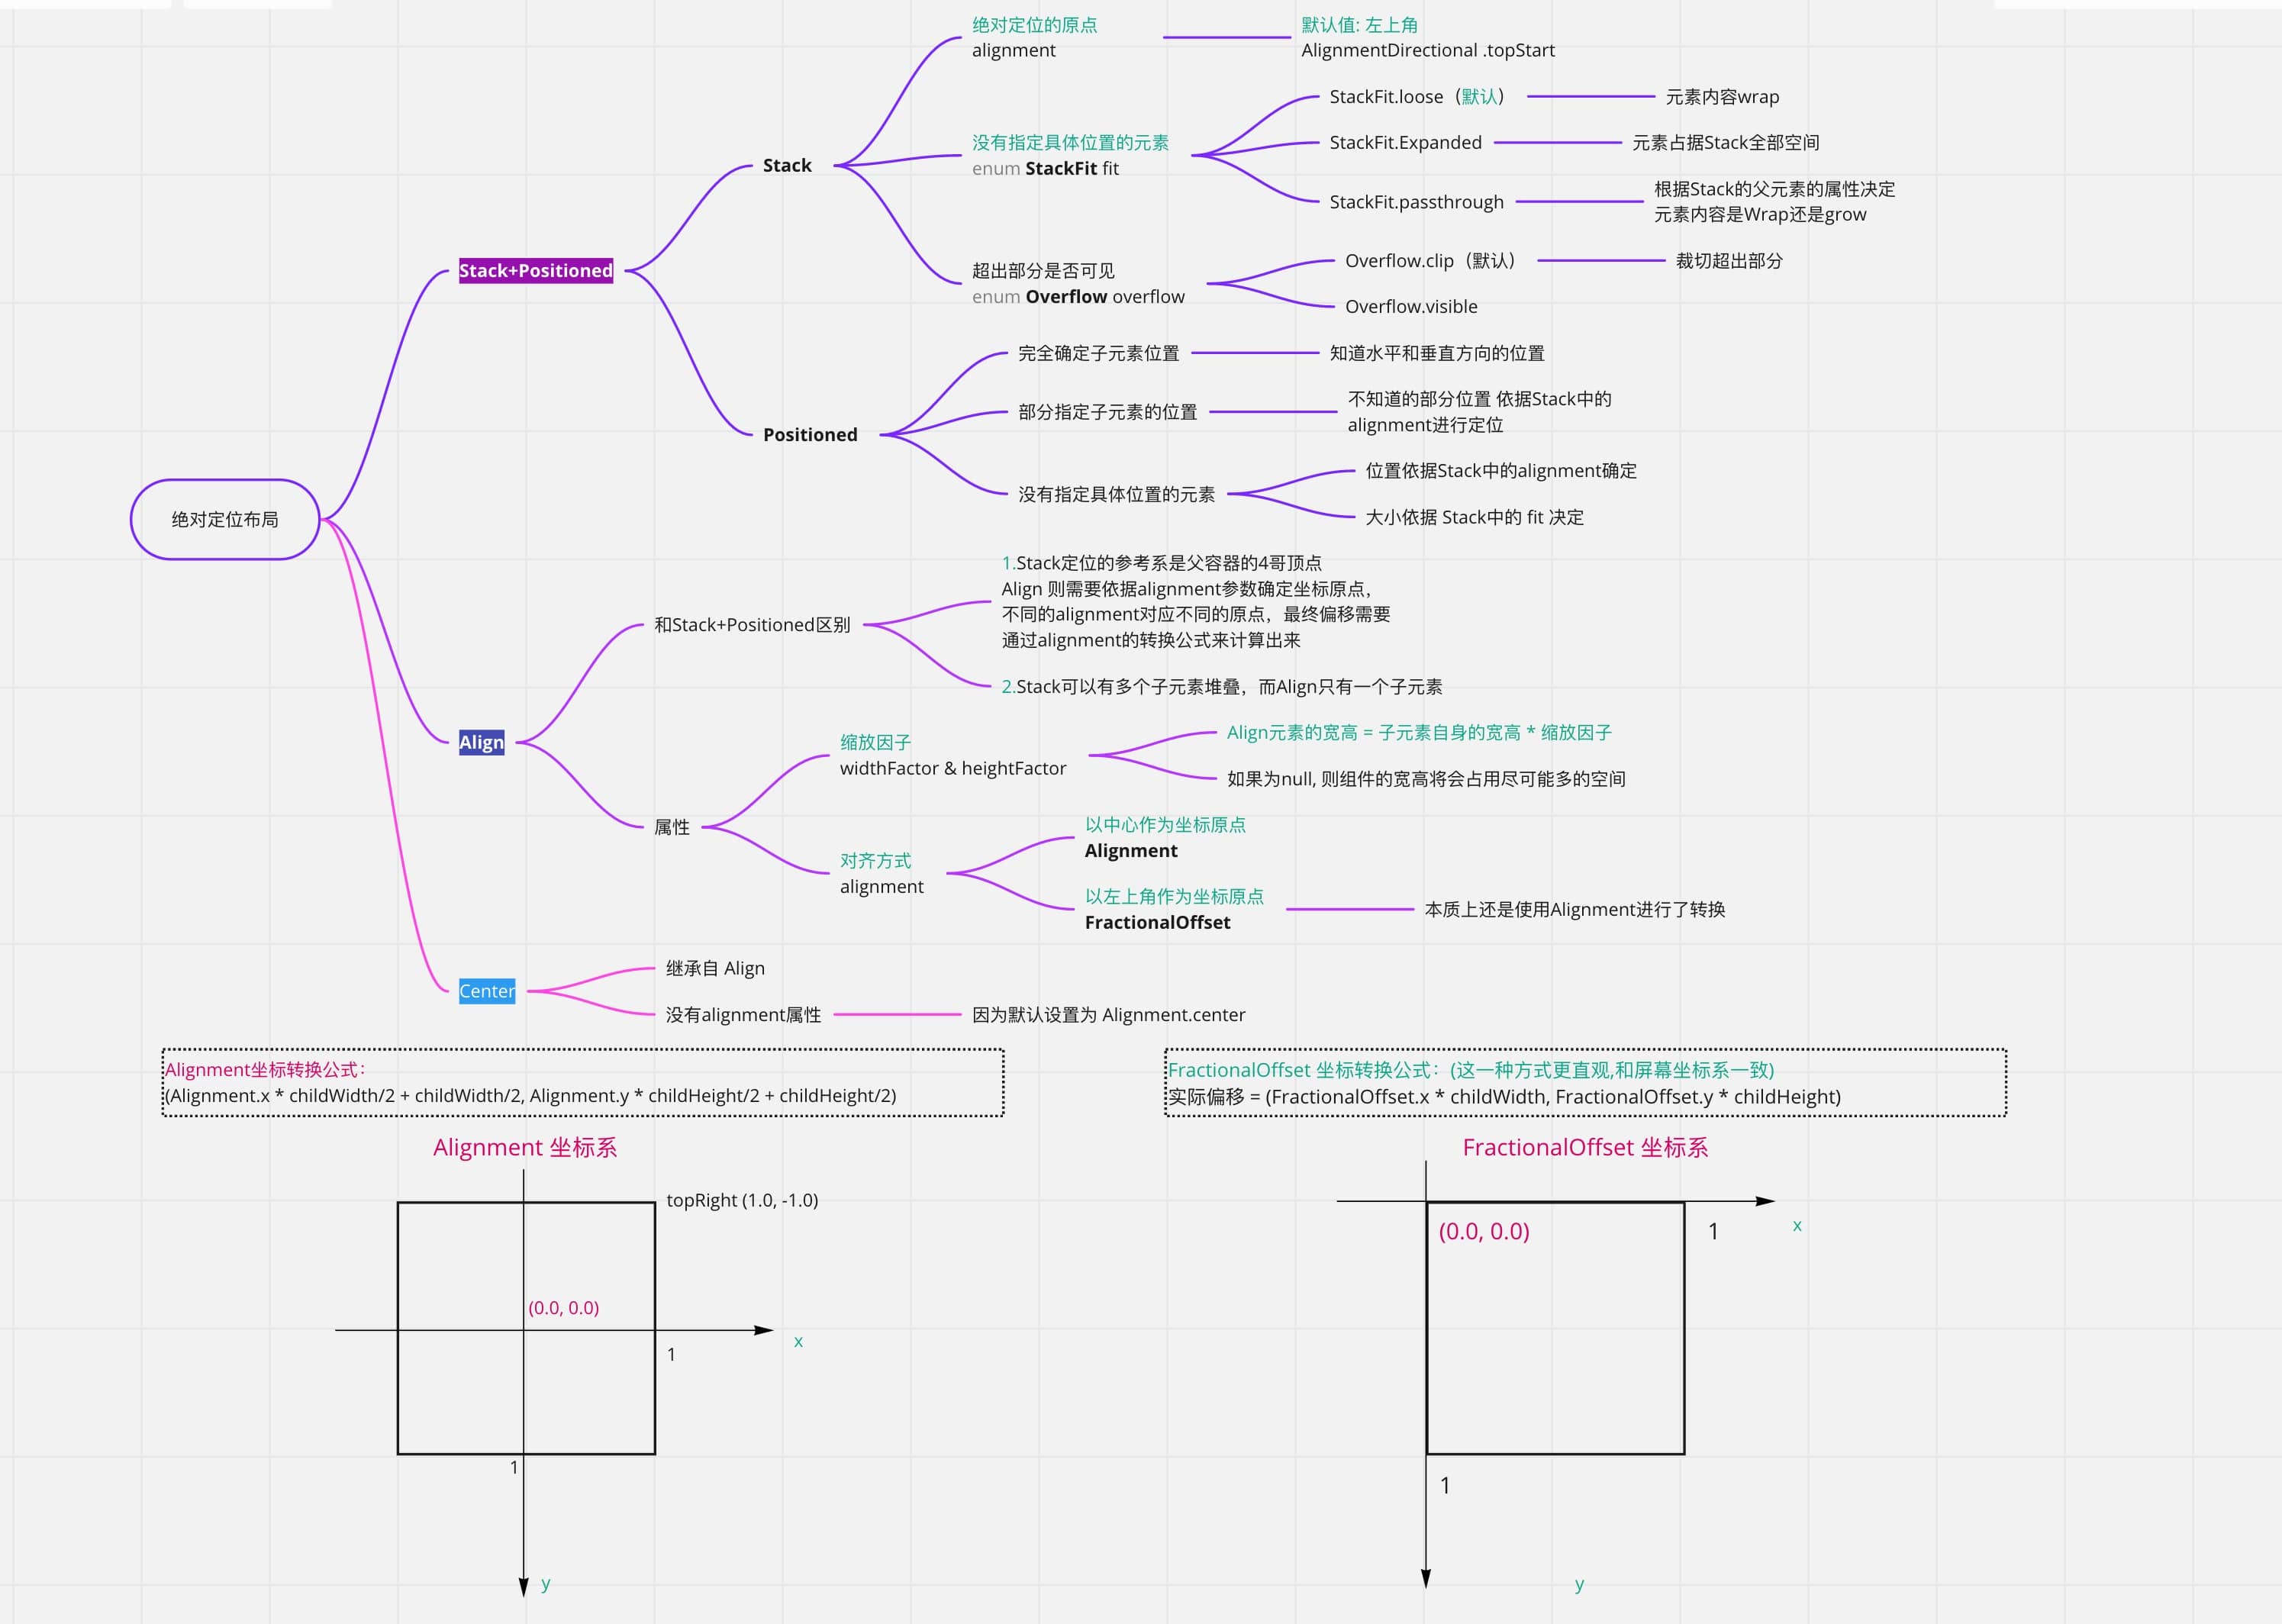 绝对定位布局
Stack+Positioned
Stack
绝对定位的原点
alignment
默认值: 左上角
AlignmentDirectional .topStart
没有指定具体位置的元素
enum StackFit fit
StackFit.loose（默认）
元素内容wrap
StackFit.Expanded
元素占据Stack全部空间
StackFit.passthrough
根据Stack的父元素的属性决定
元素内容是Wrap还是grow
超出部分是否可见
enum Overflow overflow
Overflow.clip（默认）
裁切超出部分
Overflow.visible
Positioned
完全确定子元素位置
知道水平和垂直方向的位置
部分指定子元素的位置
不知道的部分位置 依据Stack中的
alignment进行定位
没有指定具体位置的元素
位置依据Stack中的alignment确定
大小依据 Stack中的 fit 决定
Align
和Stack+Positioned区别
1.Stack定位的参考系是父容器的4哥顶点
Align 则需要依据alignment参数确定坐标原点，
不同的alignment对应不同的原点，最终偏移需要
通过alignment的转换公式来计算出来
2.Stack可以有多个子元素堆叠，而Align只有一个子元素
属性
缩放因子
widthFactor & heightFactor
Align元素的宽高 = 子元素自身的宽高 * 缩放因子
如果为null, 则组件的宽高将会占用尽可能多的空间
对齐方式
alignment
以中心作为坐标原点
Alignment
以左上角作为坐标原点
FractionalOffset
本质上还是使用Alignment进行了转换
Center
继承自 Align
没有alignment属性
因为默认设置为 Alignment.center
Alignment坐标转换公式：
(Alignment.x * childWidth/2 + childWidth/2, Alignment.y * childHeight/2 + childHeight/2)
FractionalOffset 坐标转换公式：(这一种方式更直观,和屏幕坐标系一致)
实际偏移 = (FractionalOffset.x * childWidth, FractionalOffset.y * childHeight)
Alignment 坐标系
topRight (1.0, -1.0)
(0.0, 0.0)
x
1
1
y
FractionalOffset 坐标系
(0.0, 0.0)
1
x
1
y